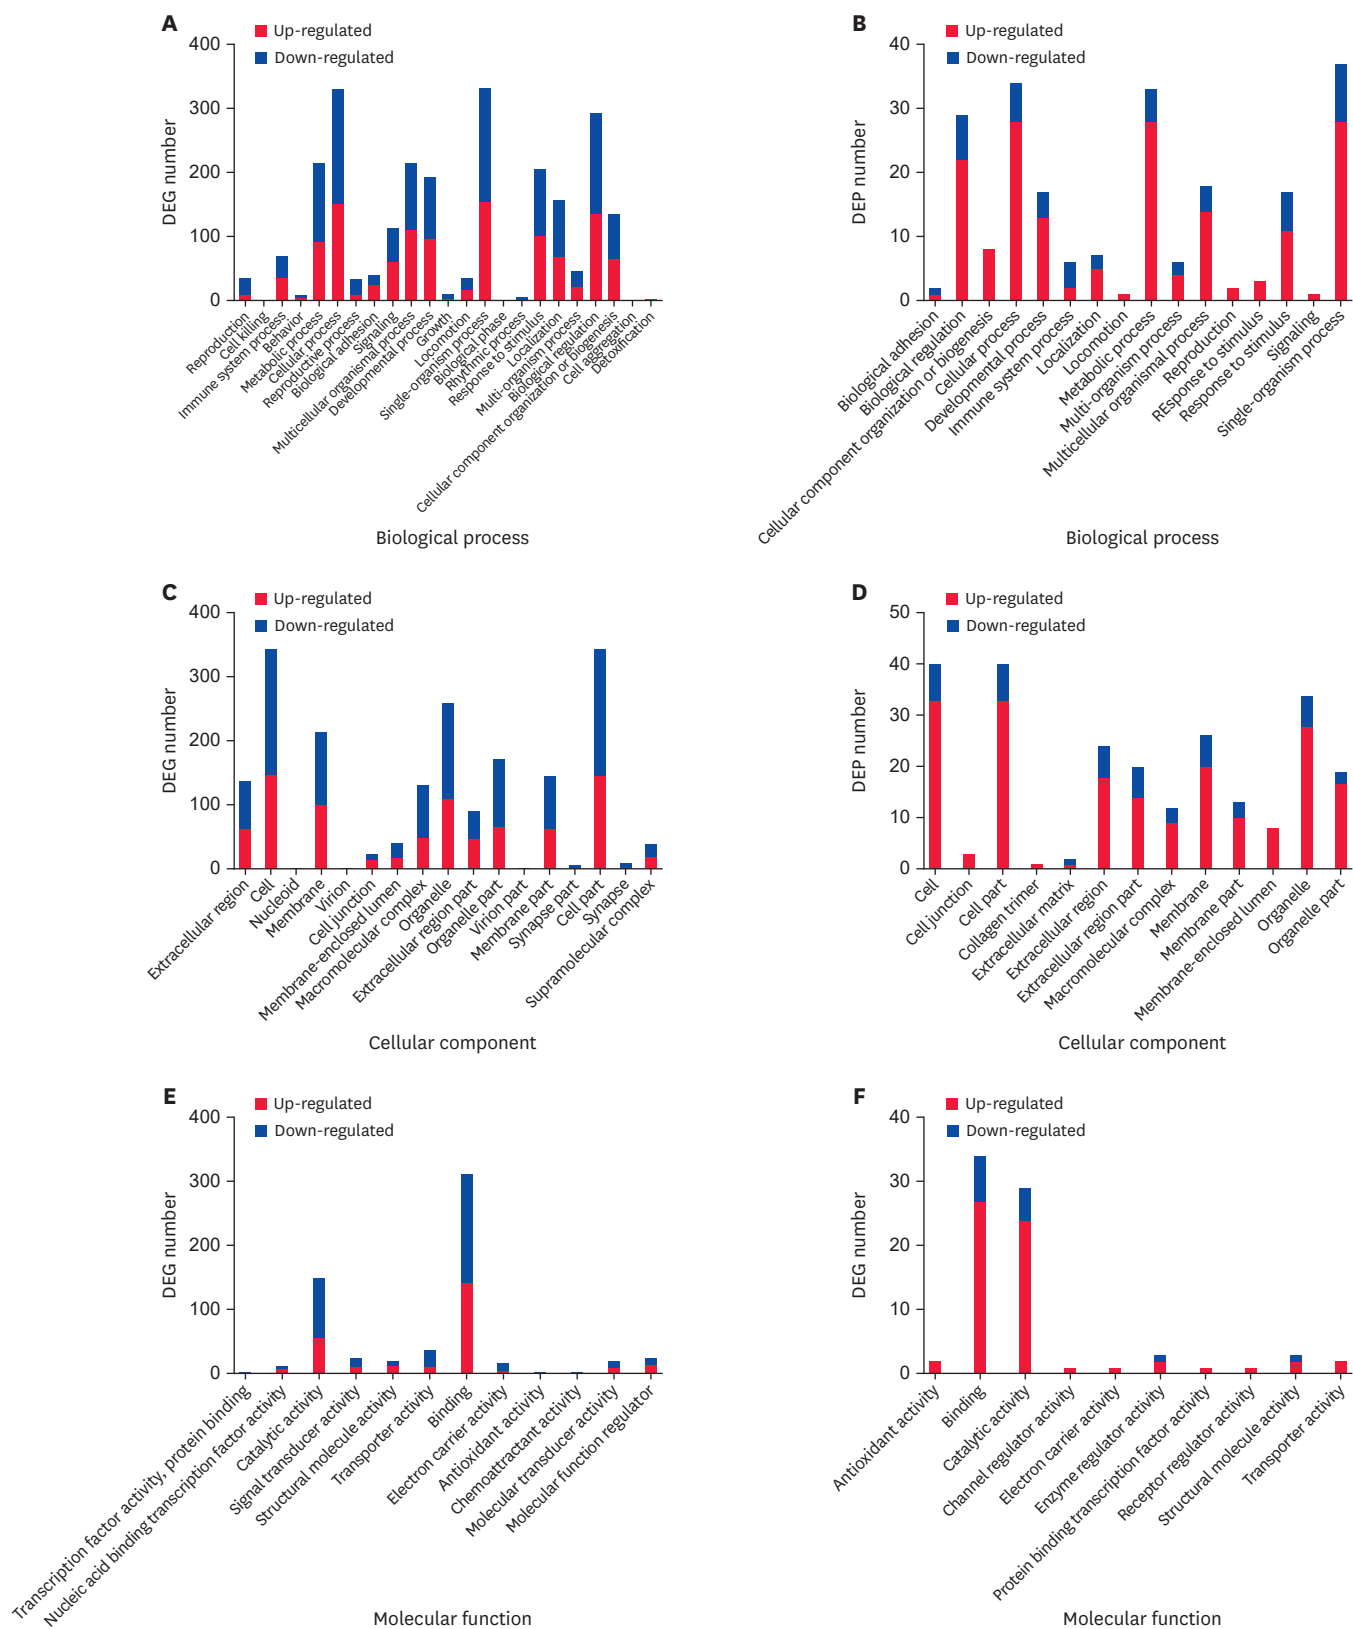 A
Up-regulated
Down-regulated
DEG number
400
300
200
100
0
Reproduction
Cell killing
Immune system process
Behavior
Metabolic process
Cellular process
Reproductive process
Biological adhesion
Signaling
Multicellular organismal process
Developmental process
Growth
Locomotion
Single-organism process
Biological phase
Rhythmic process
Response to stimulus
Localization
Multi-organism process
Biological regulation
Cellular component organization or biogenesis
Cell aggregation
Detoxification
Biological process
B
Up-regulated
Down-regulated
DEP number
40
30
20
10
0
Biological adhesion
Biological regulation
Cellular component organization or biogenesis
Cellular process
Developmental process
Immune system process
Localization
Locomotion
Metabolic process
Multi-organism process
Multicellular organismal process
Reproduction
REsponse to stimulus
Response to stimulus
Signaling
Single-organism process
Biological process
C
Up-regulated
Down-regulated
DEG number
400
300
200
100
0
Extracellular region
Cell
Nucleoid
Membrane
Virion
Cell junction
Membrane-enclosed lumen
Macromolecular complex
Organelle
Extracellular region part
Organelle part
Virion part
Membrane part
Synapse part
Cell part
Synapse
Supramolecular complex
Cellular component
D
Up-regulated
Down-regulated
DEP number
50
40
30
20
10
0
Cell
Cell junction
Cell part
Collagen trimer
Extracellular matrix
Extracellular region
Extracellular region part
Macromolecular complex
Membrane
Membrane part
Membrane-enclosed lumen
Organelle
Organelle part
Cellular component
E
Up-regulated
Down-regulated
DEG number
400
300
200
100
0
Transcription factor activity, protein binding
Nucleic acid binding transcription factor activity
Catalytic activity
Signal transducer activity
Structural molecule activity
Transporter activity
Binding
Electron carrier activity
Antioxidant activity
Chemoattractant activity
Molecular transducer activity
Molecular function regulator
Molecular function
F
Up-regulated
Down-regulated
DEG number
40
30
20
10
0
Antioxidant activity
Binding
Catalytic activity
Channel regulator activity
Electron carrier activity
Enzyme regulator activity
Protein binding transcription factor activity
Receptor regulator activity
Structural molecule activity
Transporter activity
Molecular function